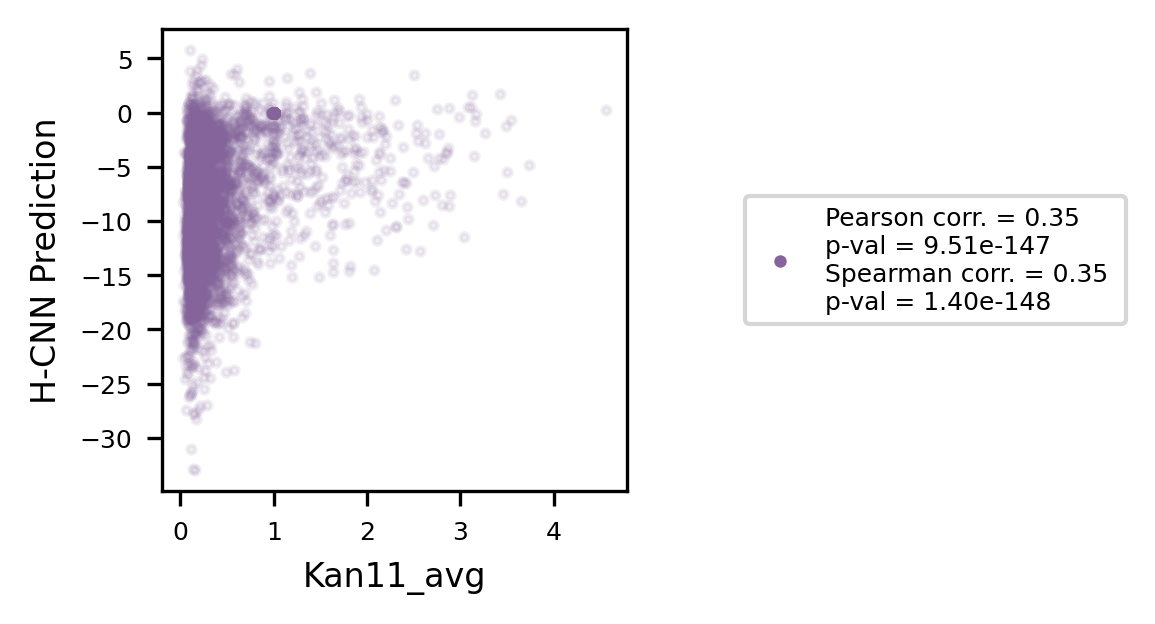 5
0
−5
−10
−15
−20
−25
−30
H-CNN Prediction
0 1 2 3 4
Kan11_avg
Pearson corr. = 0.35
p-val = 9.51e-147
Spearman corr. = 0.35
p-val = 1.40e-148